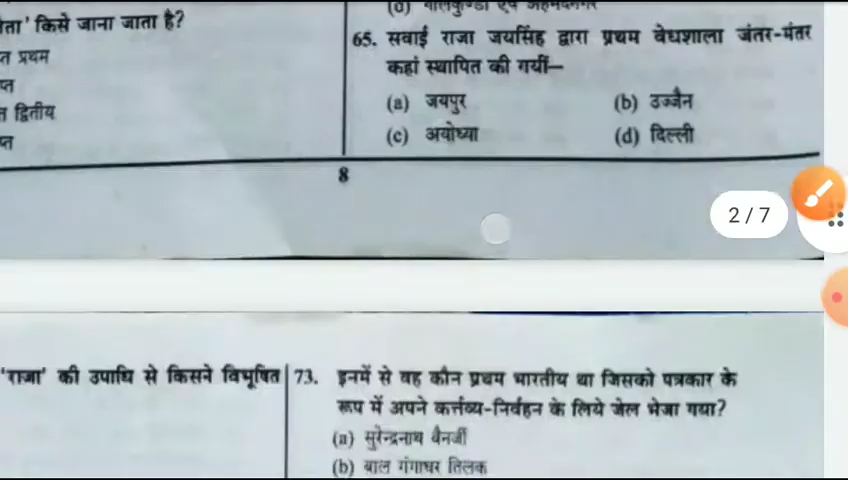 ता' किसे जाना जाता है?
त प्रथम
प्त
त द्वितीय
प्त
65. सवाई राजा जयसिंह द्वारा प्रथम वेधशाला जंतर-मंतर
कहां स्थापित की गयीं—
(a) जयपुर (b) उज्जैन
(c) अयोध्या (d) दिल्ली
8
2/7
'राजा' की उपाधि से किसने विभूषित
73. इनमें से वह कौन प्रथम भारतीय था जिसको पत्रकार के
रूप में अपने कर्त्तव्य-निर्वहन के लिये जेल भेजा गया?
(a) सुरेन्द्रनाथ बैनर्जी
(b) बाल गंगाधर तिलक